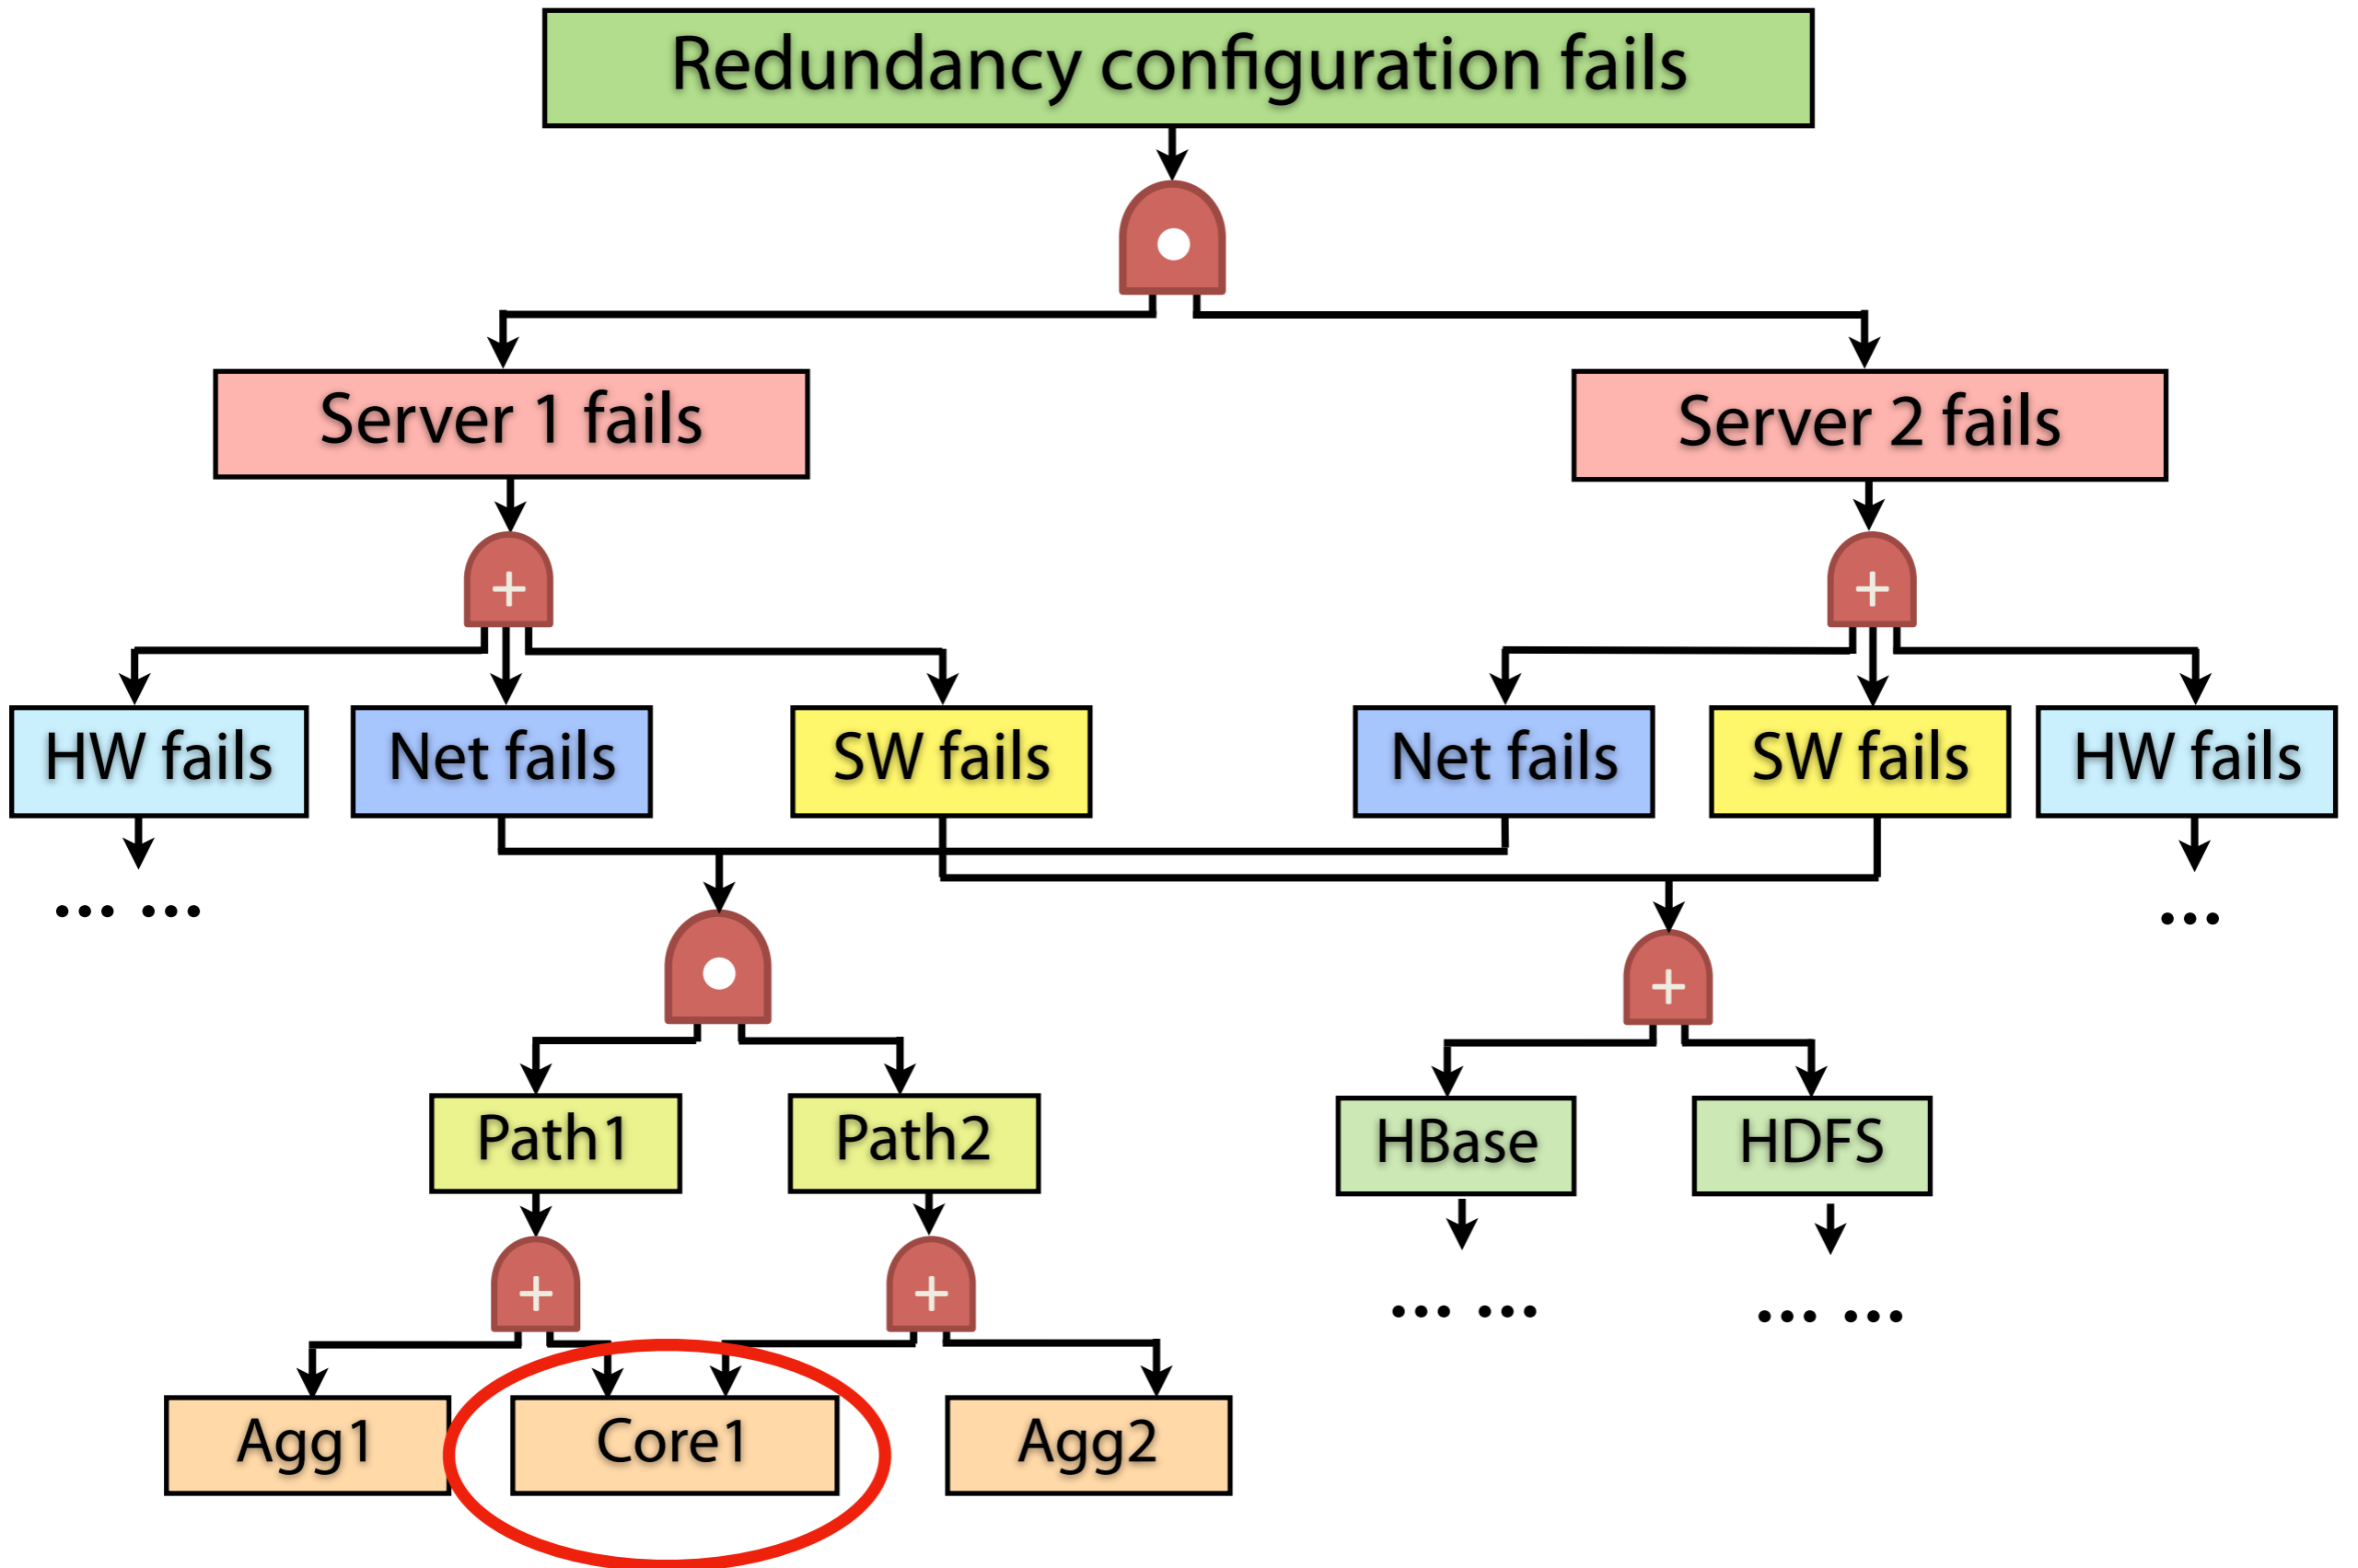 Redundancy configuration fails
Server 1 fails
Server 2 fails
+
+
HW fails
Net fails
SW fails
Net fails
SW fails
HW fails
... ...
...
+
Path1
Path2
HBase
HDFS
+
+
... ...
... ...
Agg1
Core1
Agg2